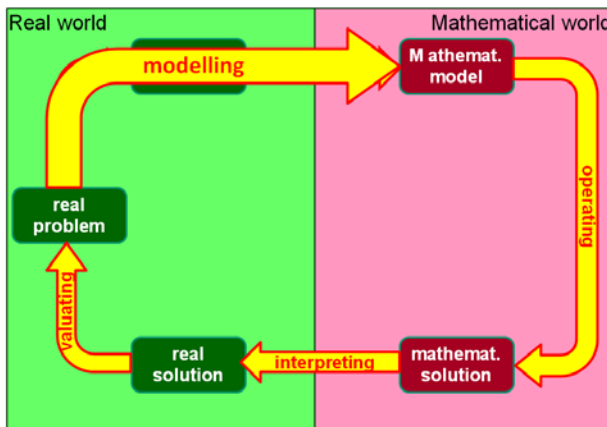 Real world
Mathematical world
modelling
M athemat.
model
operating
real
problem
valuating
real
solution
interpreting
mathemat.
solution